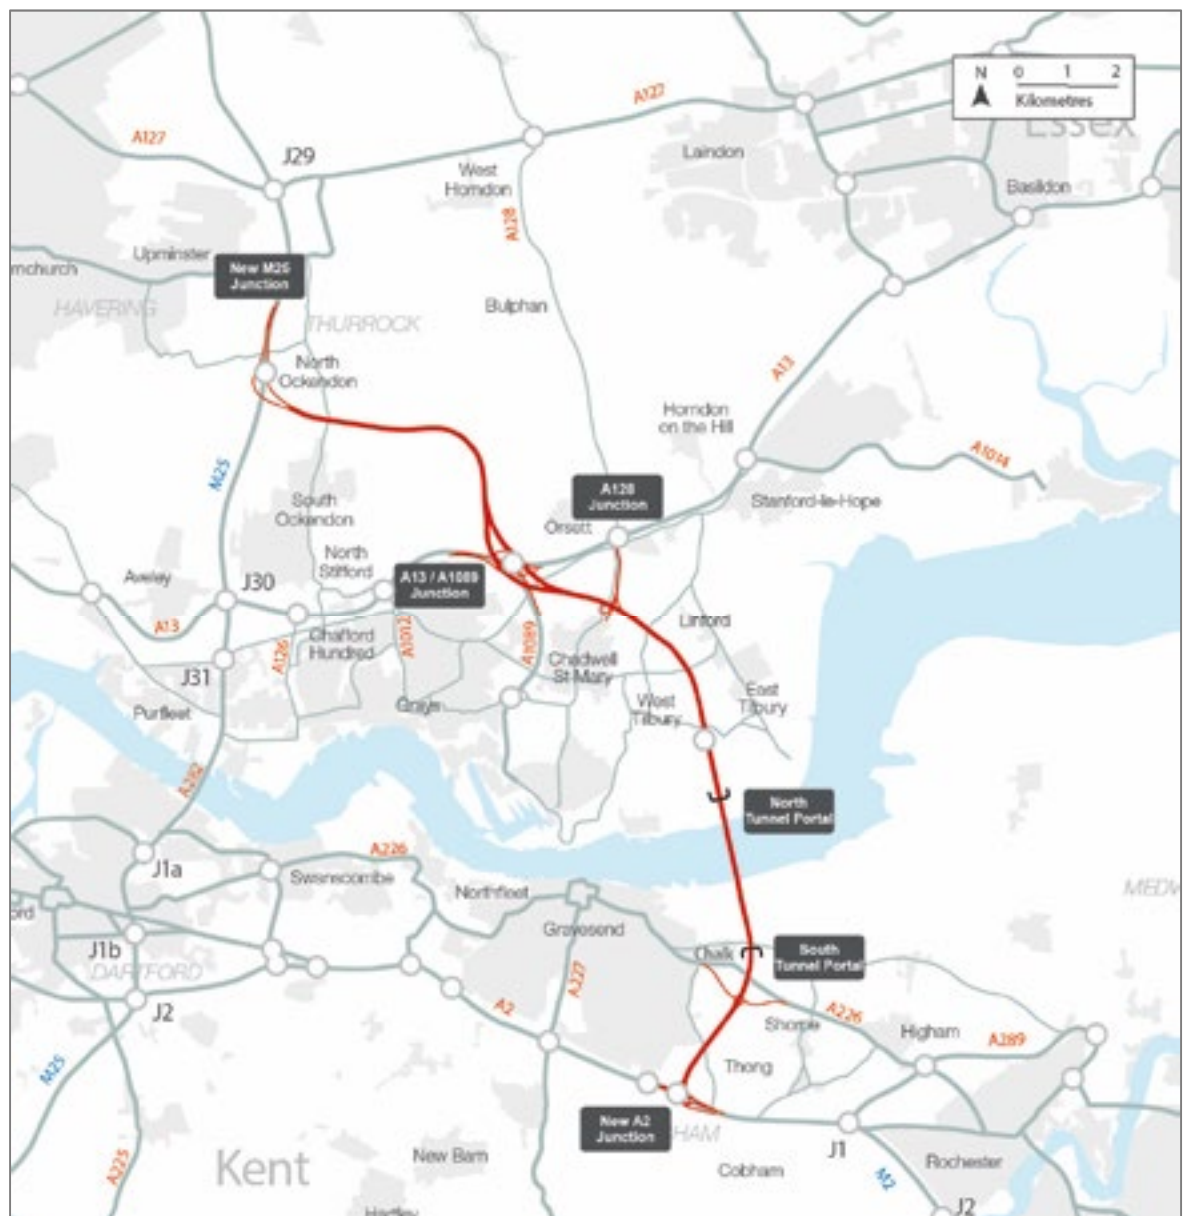 N 0 1 2
Kilometres
Essex
A127
A127
J29
West
Horndon
Laindon
Basildon
A128
Upminster
New M25
Junction
HAVERING
THURROCK
Bulphan
North
Ockendon
A13
Horndon
on the Hill
A1014
M25
South
Ockendon
A128
Junction
Orsett
Stanford-le-Hope
North
Stifford
Aveley
J30
A13 / A1089
Junction
A13
A126
Chafford
Hundred
A1012
A1089
Linford
Chadwell
St Mary
J31
Purfleet
Grays
West
Tilbury
East
Tilbury
A282
North
Tunnel Portal
J1a
A226
Swanscombe
Northfleet
Gravesend
J1b
DARTFORD
Chalk
South
Tunnel Portal
J2
A2
A227
A226
Shorne
Higham
A289
M25
Thong
New A2
Junction
HAM
J1
Kent
New Barn
Cobham
M2
Rochester
A225
J2